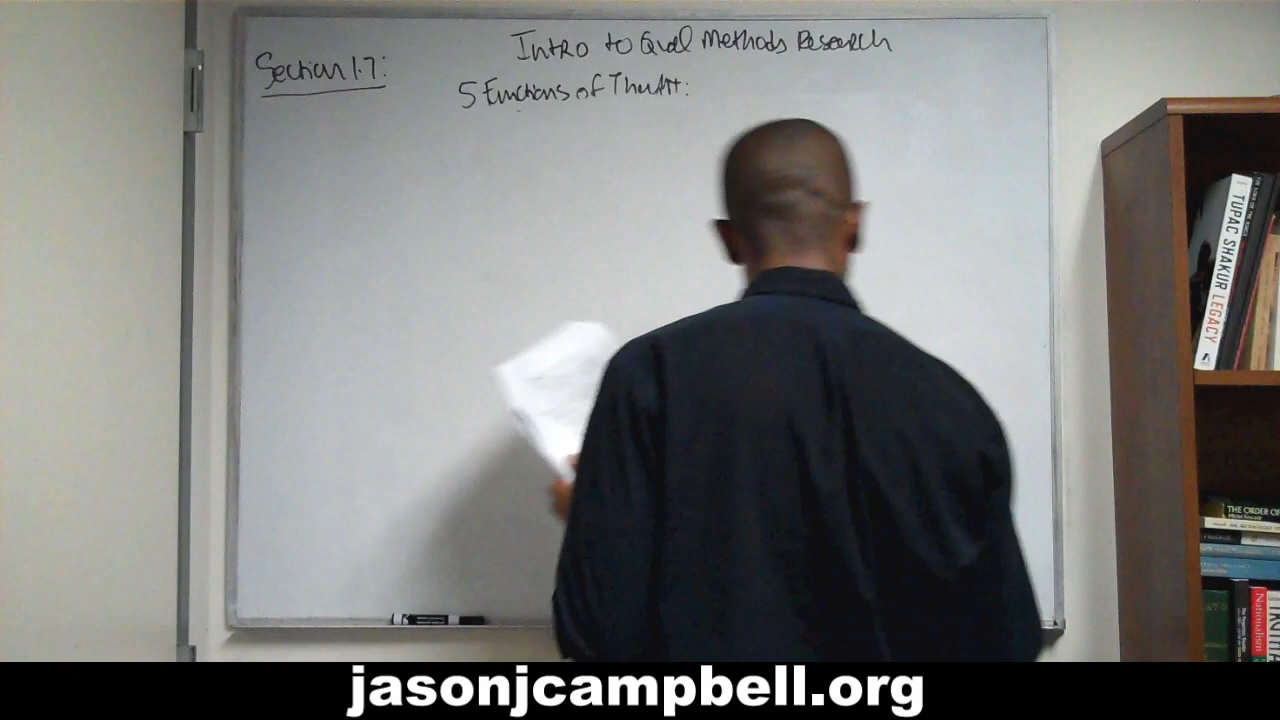 Intro to Qual Methods Research
Section 1.7:
5 Functions of
TUPAC SHAKUR LEGACY
THE ORDER OF
Nationalism
jasonjcampbell.org